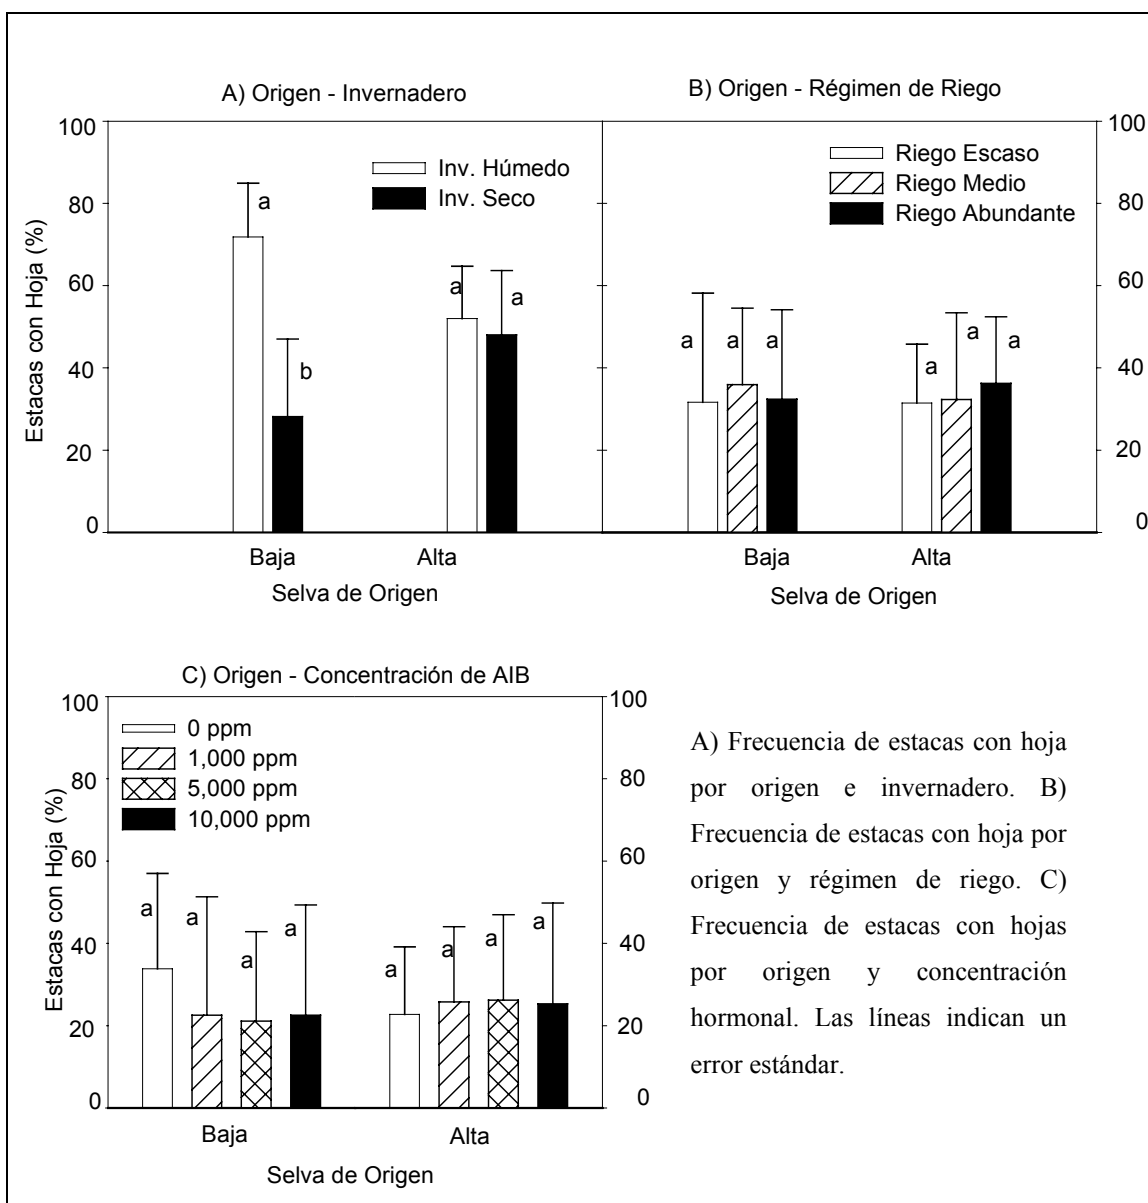 A) Origen - Invernadero
100
80
60
40
20
0
Estacas con Hoja (%)
Inv. Húmedo
Inv. Seco
a
b
a
a
Baja Alta
Selva de Origen
B) Origen - Régimen de Riego
Riego Escaso
Riego Medio
Riego Abundante
a a a a a a
100
80
60
40
20
0
Baja Alta
Selva de Origen
C) Origen - Concentración de AIB
100
80
60
40
20
0
Estacas con Hoja (%)
0 ppm
1,000 ppm
5,000 ppm
10,000 ppm
a a a a a a a a
100
80
60
40
20
0
Baja Alta
Selva de Origen
A) Frecuencia de estacas con hoja
por origen e invernadero. B)
Frecuencia de estacas con hoja por
origen y régimen de riego. C)
Frecuencia de estacas con hojas
por origen y concentración
hormonal. Las líneas indican un
error estándar.